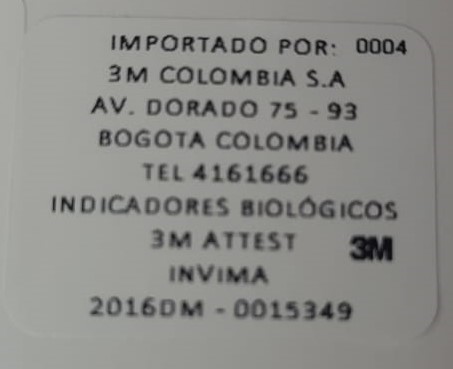 IMPORTADO POR: 0004
3M COLOMBIA S.A
AV. DORADO 75 - 93
BOGOTA COLOMBIA
TEL 4161666
INDICADORES BIOLÓGICOS
3M ATTEST 3M
INVIMA
2016DM - 0015349